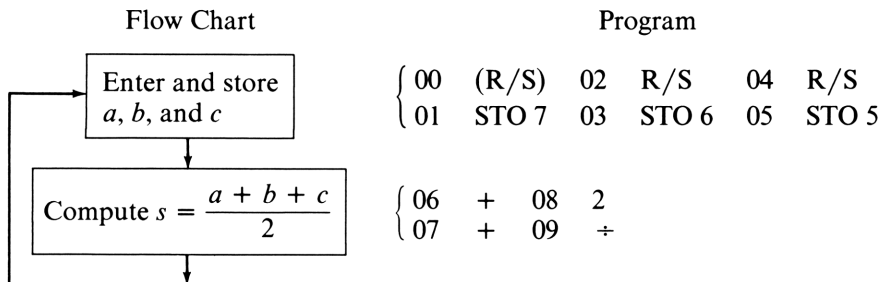 Flow Chart
Program
Enter and store
a, b, and c
00 (R/S) 02 R/S 04 R/S
01 STO 7 03 STO 6 05 STO 5
Compute s = \frac{a + b + c}{2}
06 + 08 2
07 + 09 ÷